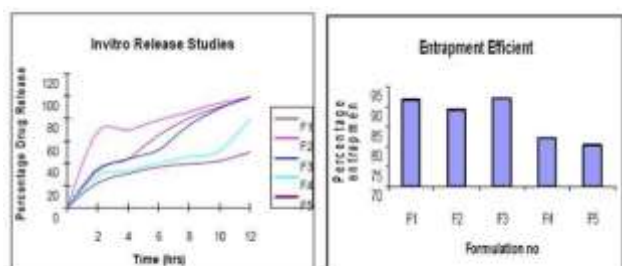 Invitro Release Studies
Percentage Drug Release
120
100
80
60
40
20
0
2 4 6 8 10 12
Time (hrs)
F1
F2
F3
F4
F5
Entrapment Efficient
Percentage
entrapmen
95
90
85
80
75
70
F1 F2 F3 F4 F5
Formulation no